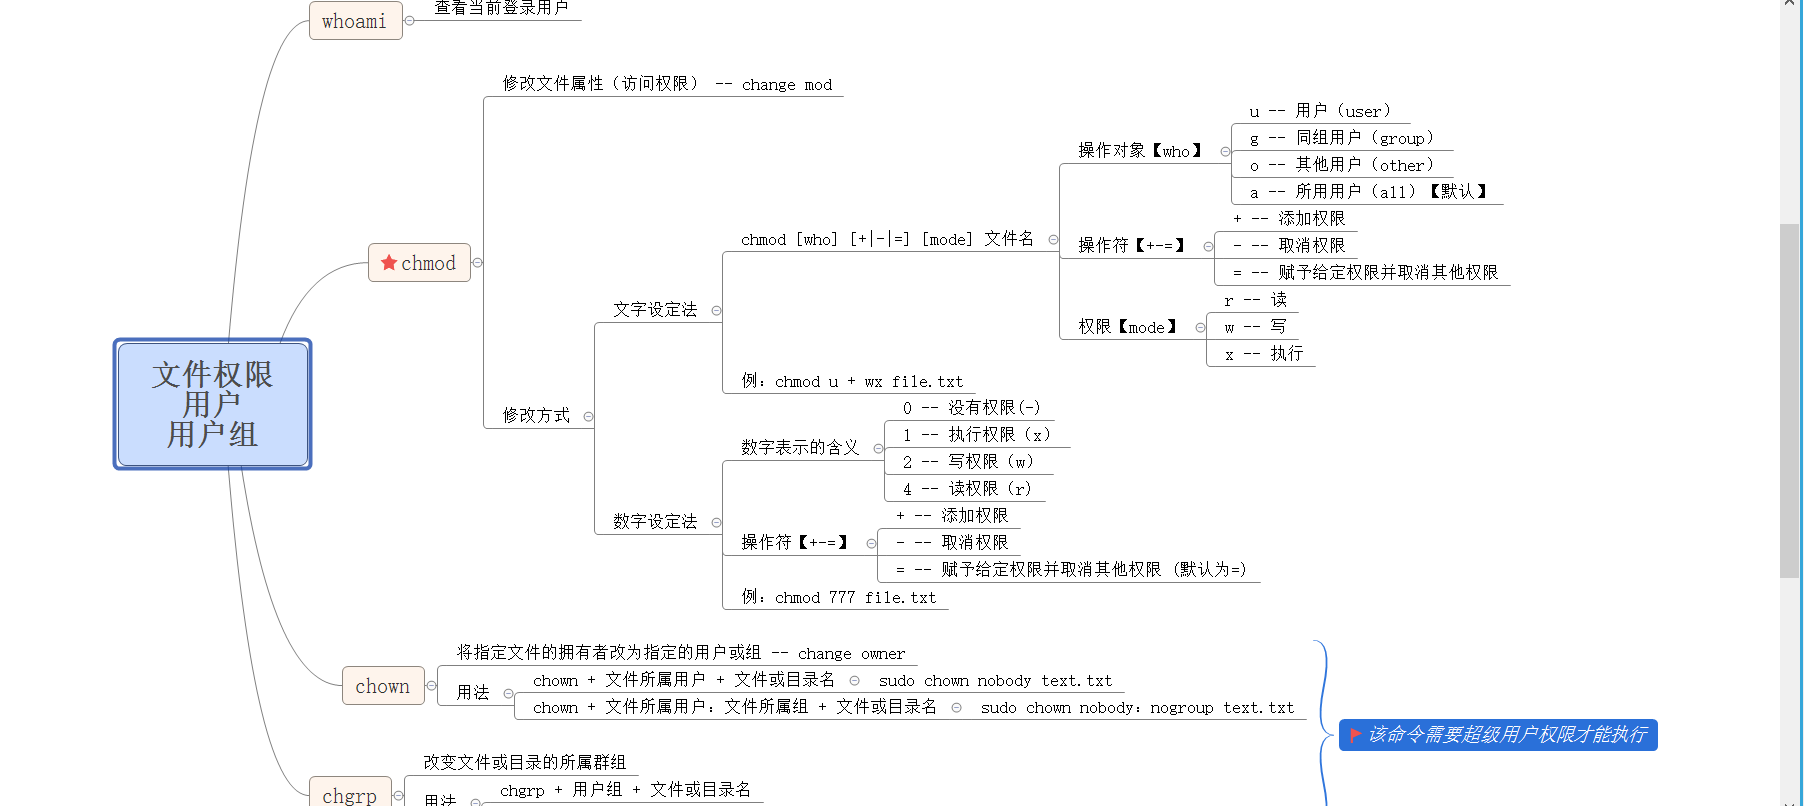 whoami
查看当前登录用户
修改文件属性（访问权限） -- change mod
u -- 用户（user）
g -- 同组用户（group）
操作对象【who】
o -- 其他用户（other）
a -- 所用用户（all）【默认】
+ -- 添加权限
chmod [who] [+|-|=] [mode] 文件名
操作符【+-=】
- -- 取消权限
= -- 赋予给定权限并取消其他权限
chmod
r -- 读
文字设定法
权限【mode】
w -- 写
x -- 执行
例：chmod u + wx file.txt
文件权限
用户
用户组
修改方式
0 -- 没有权限(-)
1 -- 执行权限（x）
数字表示的含义
2 -- 写权限（w）
4 -- 读权限（r）
数字设定法
+ -- 添加权限
操作符【+-=】
- -- 取消权限
= -- 赋予给定权限并取消其他权限 (默认为=)
例：chmod 777 file.txt
将指定文件的拥有者改为指定的用户或组 -- change owner
chown
用法
chown + 文件所属用户 + 文件或目录名
sudo chown nobody text.txt
chown + 文件所属用户：文件所属组 + 文件或目录名
sudo chown nobody：nogroup text.txt
该命令需要超级用户权限才能执行
改变文件或目录的所属群组
chgrp
用法
chgrp + 用户组 + 文件或目录名